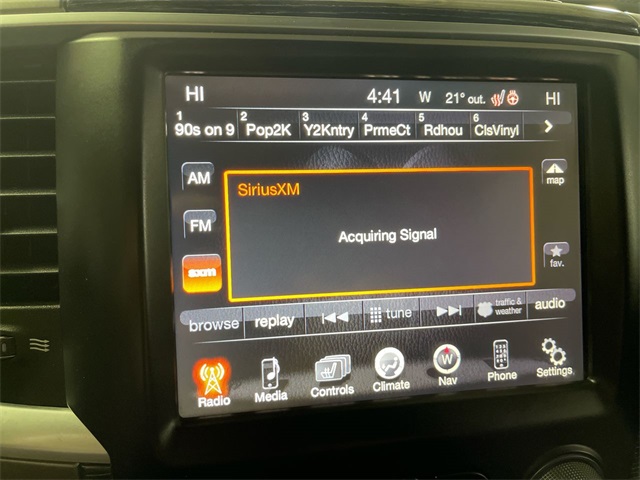 HI 4:41 W 21° out. HI
1 2 3 4 5 6
90s on 9 Pop2K Y2Kntry PrmeCt Rdhou ClsVinyl
AM
FM
sxm
SiriusXM
Acquiring Signal
map
fav.
browse replay tune traffic & weather audio
Radio Media Controls Climate W Nav Phone Settings